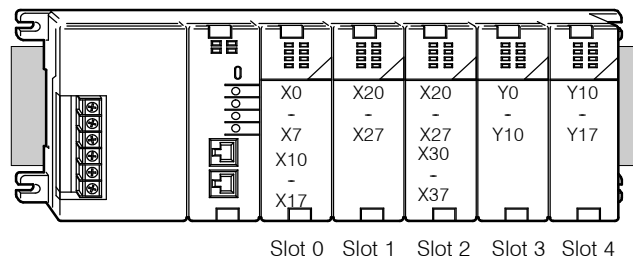 X0 X20 X20 Y0 Y10
- - - - -
X7 X27 X27 Y10 Y17
X10 X30
- -
X17 X37
Slot 0 Slot 1 Slot 2 Slot 3 Slot 4